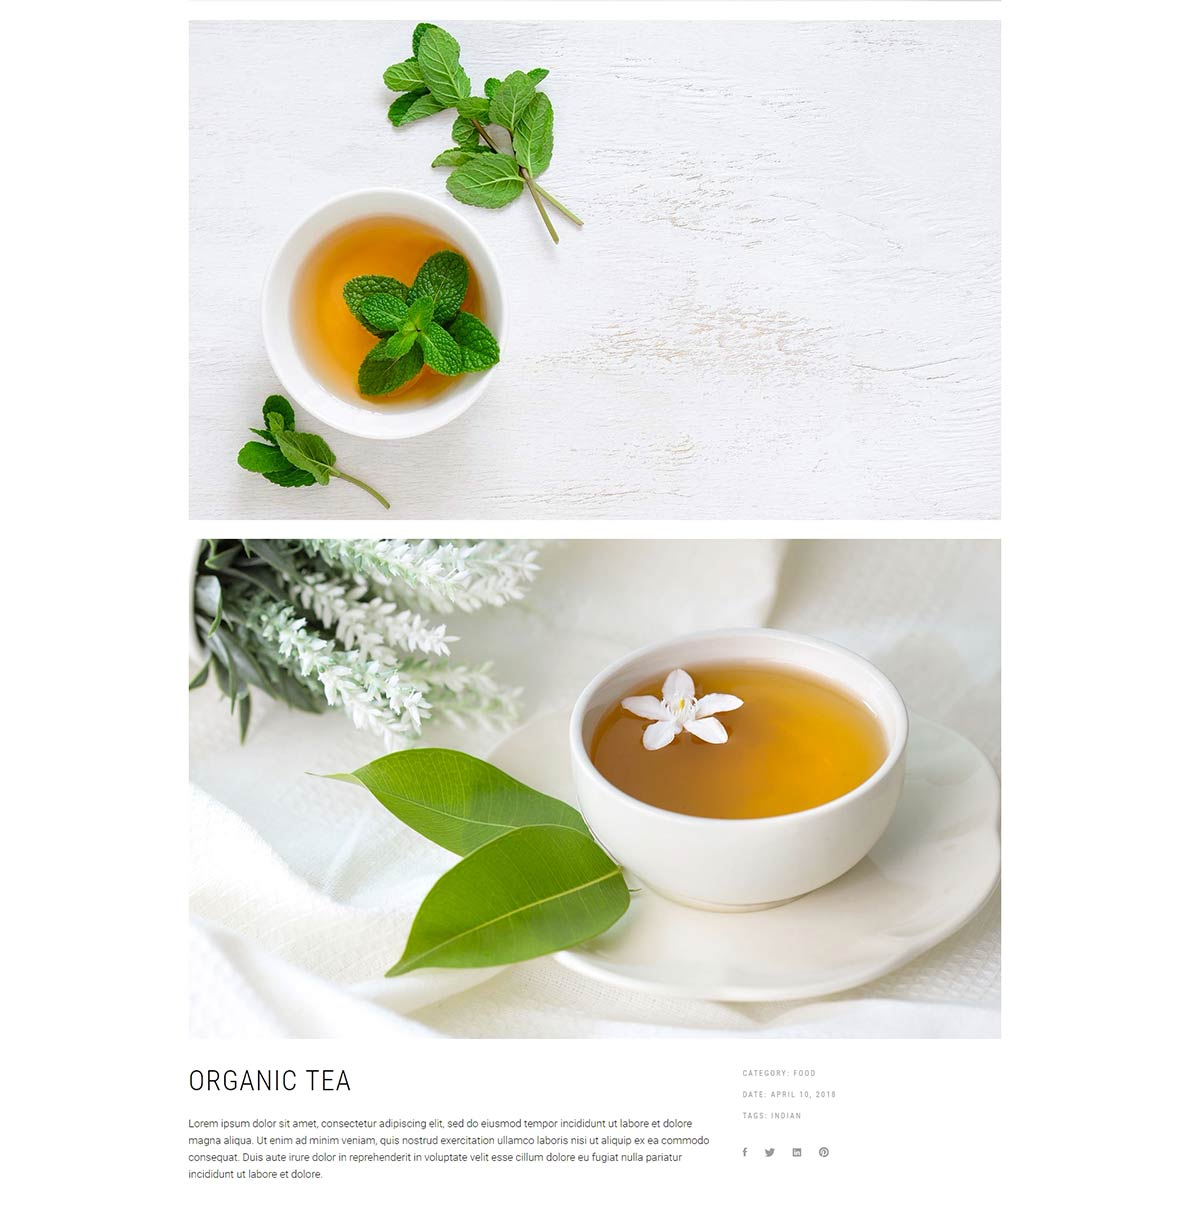 ORGANIC TEA
Lorem ipsum dolor sit amet, consectetur adipiscing elit, sed do eiusmod tempor incididunt ut labore et dolore
magna aliqua. Ut enim ad minim veniam, quis nostrud exercitation ullamco laboris nisi ut aliquip ex ea commodo
consequat. Duis aute irure dolor in reprehenderit in voluptate velit esse cillum dolore eu fugiat nulla pariatur
incididunt ut labore et dolore.
CATEGORY: FOOD
DATE: APRIL 10, 2018
TAGS: INDIAN